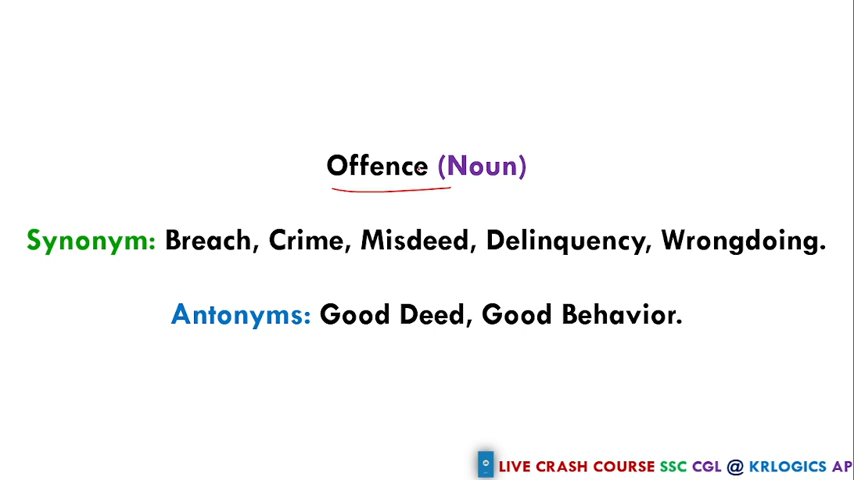 Offence (Noun)
Synonym: Breach, Crime, Misdeed, Delinquency, Wrongdoing.
Antonyms: Good Deed, Good Behavior.
LIVE CRASH COURSE SSC CGL @ KRLOGICS AP